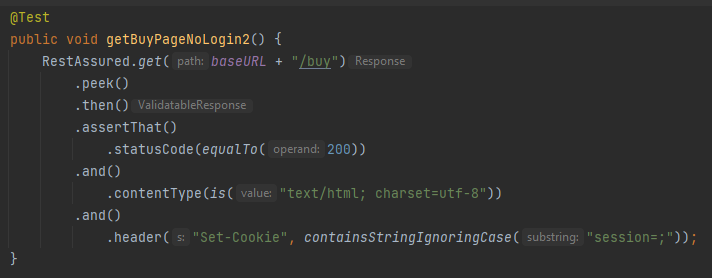 @Test
public void getBuyPageNoLogin2() {
RestAssured.get( path: baseURL + "/buy") Response
.peek()
.then() ValidatableResponse
.assertThat()
.statusCode(equalTo( operand: 200))
.and()
.contentType(is( value: "text/html; charset=utf-8"))
.and()
.header( s: "Set-Cookie", containsStringIgnoringCase( substring: "session=;"));
}